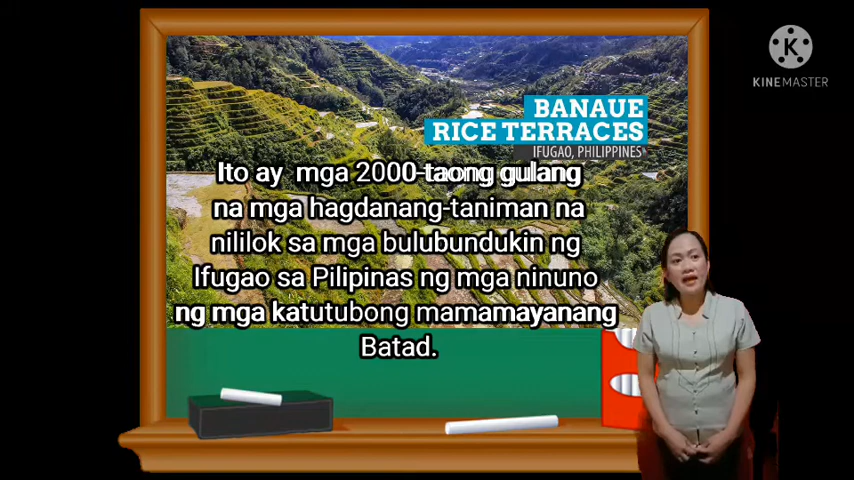 KINEMASTER
BANAUE
RICE TERRACES
IFUGAO, PHILIPPINES
Ito ay mga 2000-taong gulang
na mga hagdanang-taniman na
nililok sa mga bulubundukin ng
Ifugao sa Pilipinas ng mga ninuno
ng mga katutubong mamamayanang
Batad.